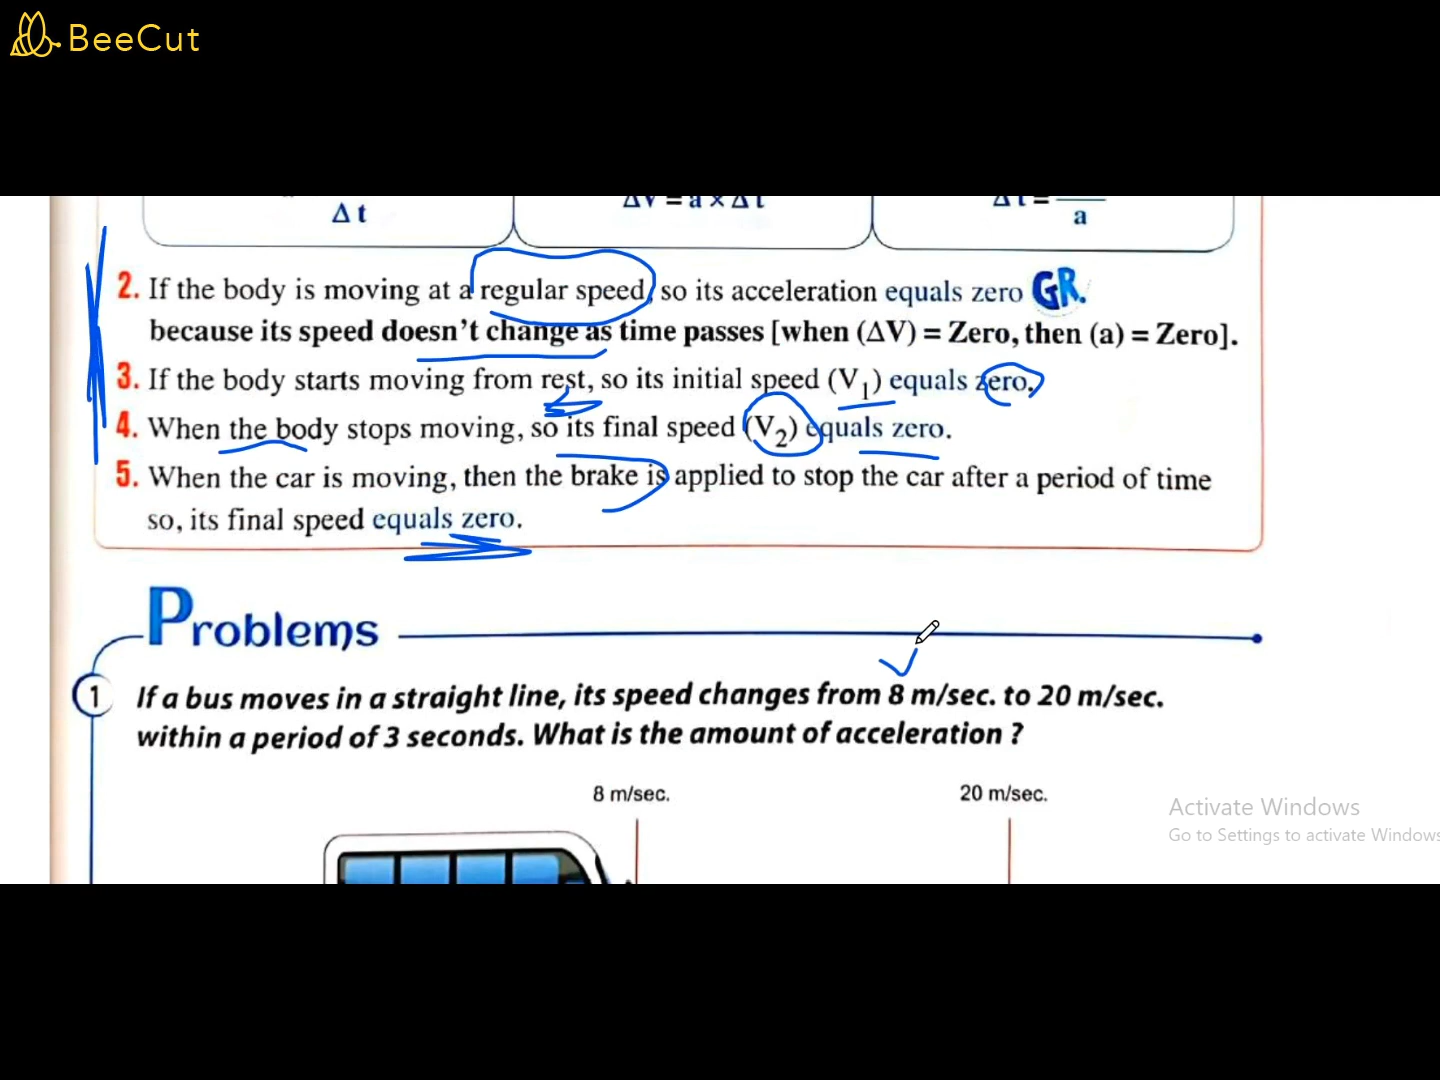 BeeCut
Δ t
ΔV = a × Δt
Δt =
a
2. If the body is moving at a regular speed, so its acceleration equals zero GR.
because its speed doesn't change as time passes [when (ΔV) = Zero, then (a) = Zero].
3. If the body starts moving from rest, so its initial speed (V₁) equals zero.
4. When the body stops moving, so its final speed (V₂) equals zero.
5. When the car is moving, then the brake is applied to stop the car after a period of time
so, its final speed equals zero.
Problems
1 If a bus moves in a straight line, its speed changes from 8 m/sec. to 20 m/sec.
within a period of 3 seconds. What is the amount of acceleration ?
8 m/sec. 20 m/sec.
Activate Windows
Go to Settings to activate Windows